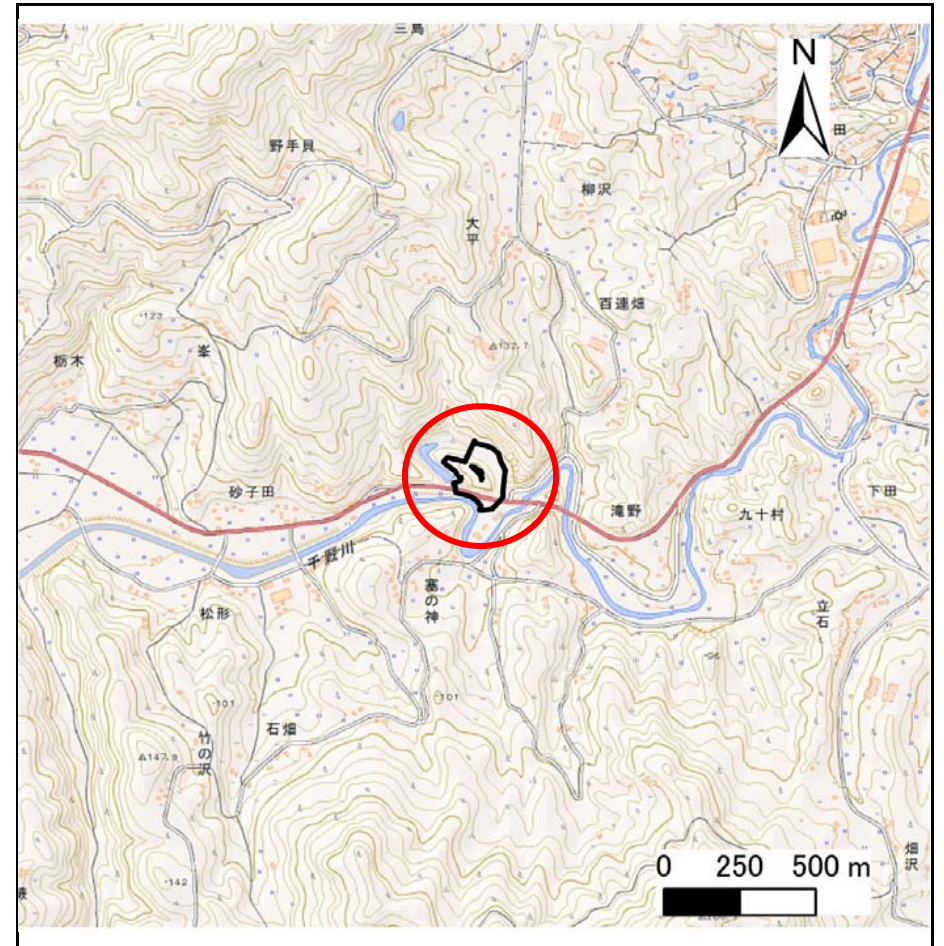 三島
N
田
野手貝
柳沢
大平
150
百連畑
・123
132.7
栃木
峯
砂子田
滝野
九十村
下田
千厩川
20
塞の神
松形
立石
・96
・101
・101
石畑
竹の沢
147.9
0 250 500 m
畑沢
・142